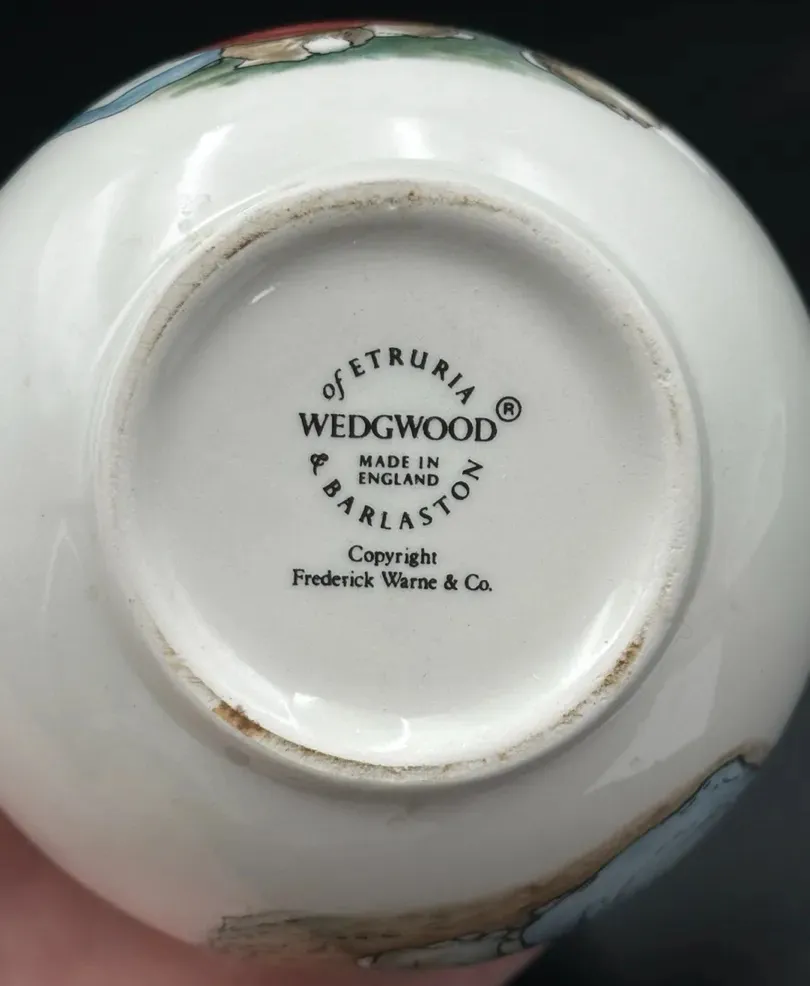 of ETRURIA
WEDGWOOD®
MADE IN
ENGLAND
& BARLASTON
Copyright
Frederick Warne & Co.